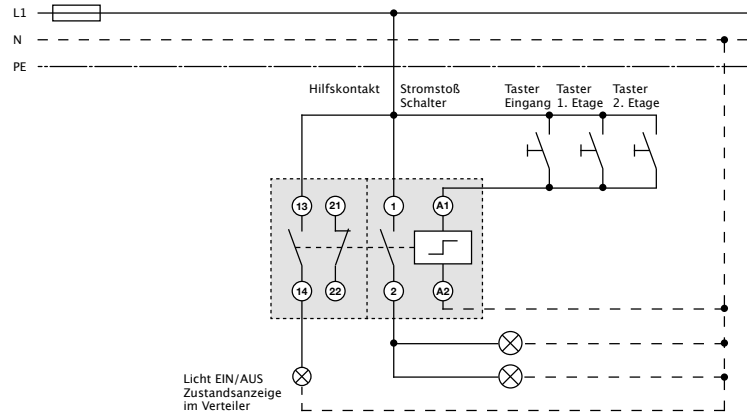 L1
N
PE
Hilfskontakt
Stromstoß
Schalter
Taster
Eingang
Taster
1. Etage
Taster
2. Etage
13
21
1
A1
14
22
2
A2
Licht EIN/AUS
Zustandsanzeige
im Verteiler